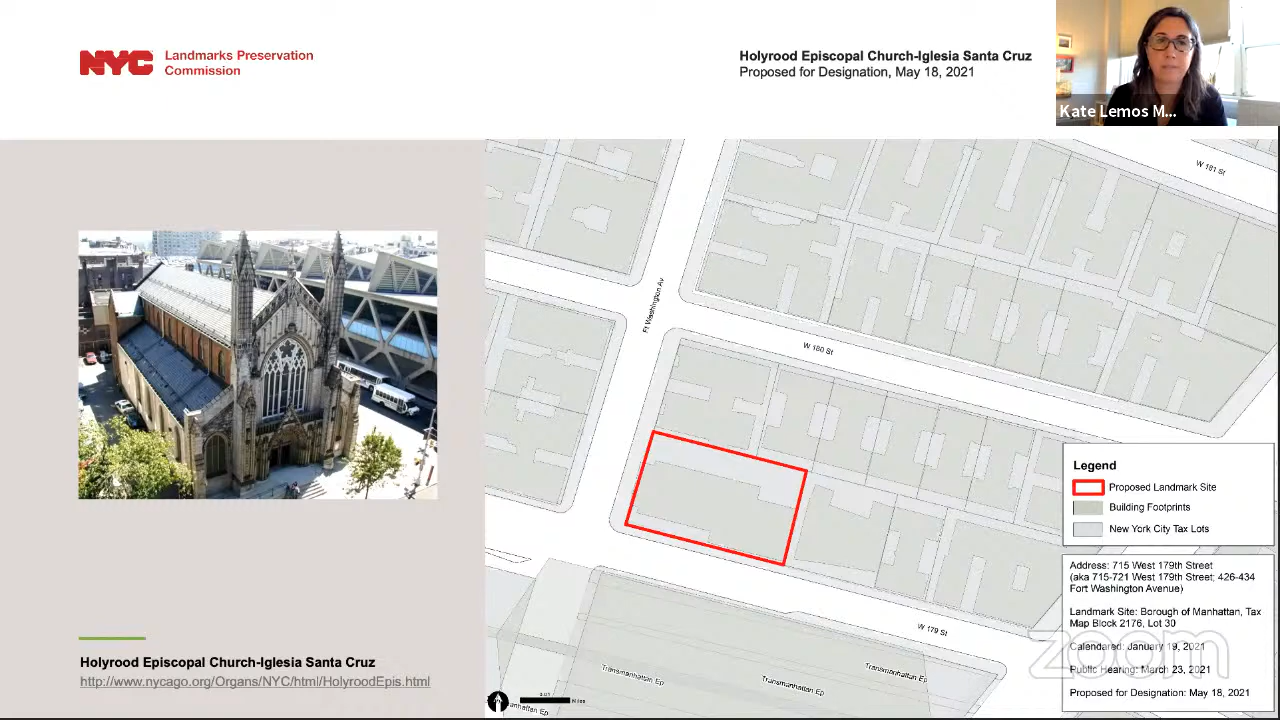 NYC
Landmarks Preservation
Commission
Holyrood Episcopal Church-Iglesia Santa Cruz
Proposed for Designation, May 18, 2021
Kate Lemos M...
W 181 St
Ft Washington Av
W 180 St
W 179 St
Legend
Proposed Landmark Site
Building Footprints
New York City Tax Lots
Address: 715 West 179th Street
(aka 715-721 West 179th Street; 426-434
Fort Washington Avenue)
Landmark Site: Borough of Manhattan, Tax
Map Block 2176, Lot 30
Calendared: January 19, 2021
Public Hearing: March 23, 2021
Proposed for Designation: May 18, 2021
zoom
Transmanhattan Ep
Transmanhattan Ep
Transmanhattan Ep
manhattan Ep
Miles
Holyrood Episcopal Church-Iglesia Santa Cruz
http://www.nycago.org/Organs/NYC/html/HolyroodEpis.html